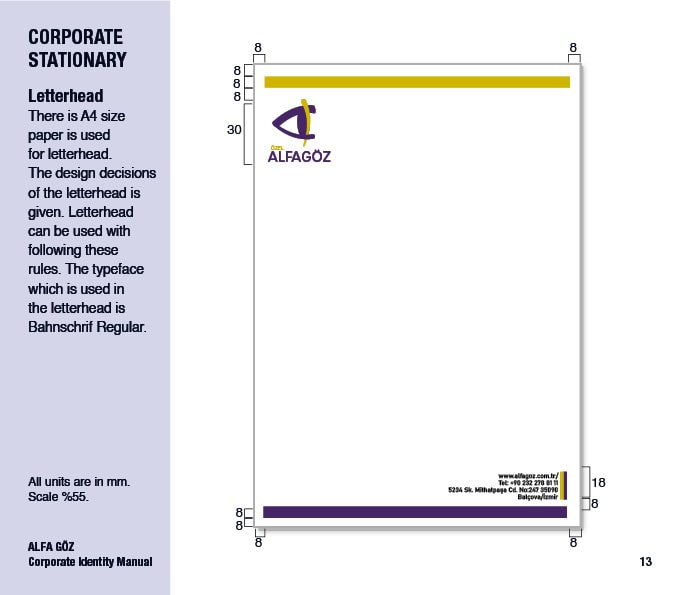 CORPORATE
STATIONARY
Letterhead
There is A4 size
paper is used
for letterhead.
The design decisions
of the letterhead is
given. Letterhead
can be used with
following these
rules. The typeface
which is used in
the letterhead is
Bahnschrif Regular.
All units are in mm.
Scale %55.
ALFA GÖZ
Corporate Identity Manual
8
8
8
8
8
30
ÖZEL
ALFAGÖZ
www.alfagoz.com.tr/
Tel: +90 232 278 81 11
5234 Sk. Mithatpaşa Cd. No:247 35090
Balçova/İzmir
18
8
8
8
8
8
13